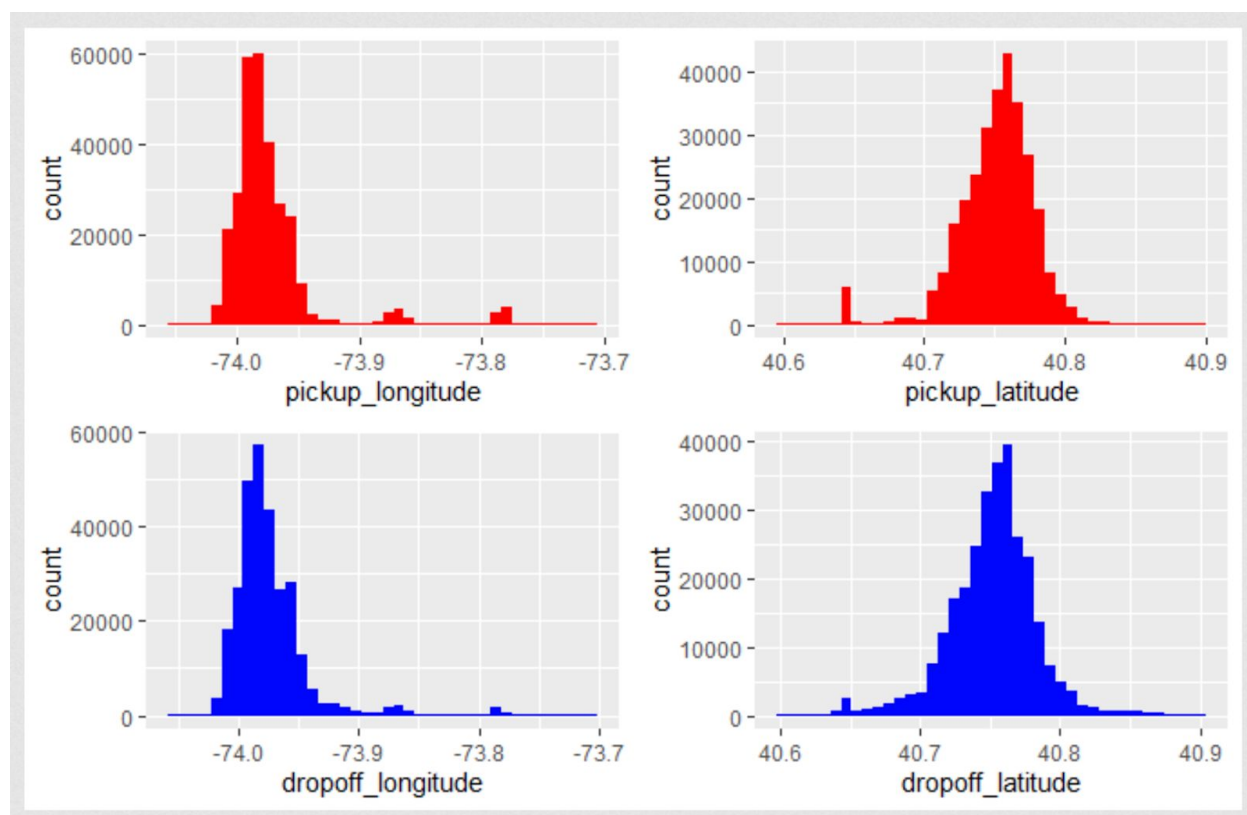 60000
40000
20000
0
count
-74.0 -73.9 -73.8 -73.7
pickup_longitude
40000
30000
20000
10000
0
count
40.6 40.7 40.8 40.9
pickup_latitude
60000
40000
20000
0
count
-74.0 -73.9 -73.8 -73.7
dropoff_longitude
40000
30000
20000
10000
0
count
40.6 40.7 40.8 40.9
dropoff_latitude